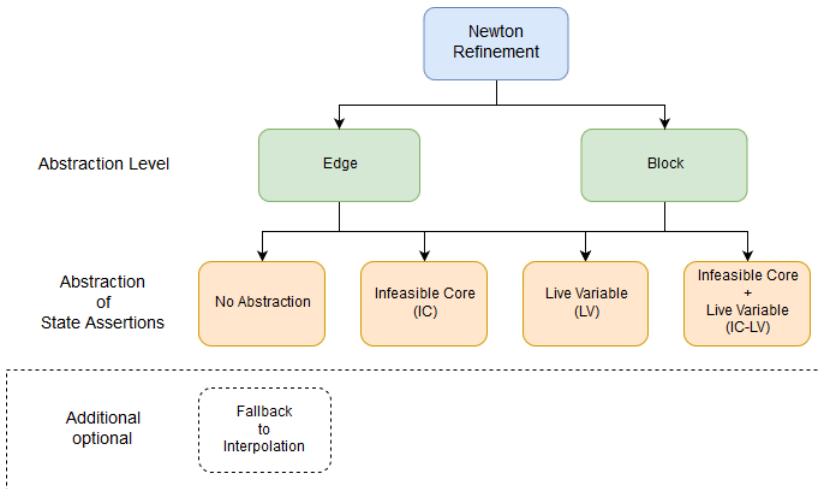 Newton
Refinement
Abstraction Level
Edge
Block
Abstraction
of
State Assertions
No Abstraction
Infeasible Core
(IC)
Live Variable
(LV)
Infeasible Core
+
Live Variable
(IC-LV)
Additional
optional
Fallback
to
Interpolation